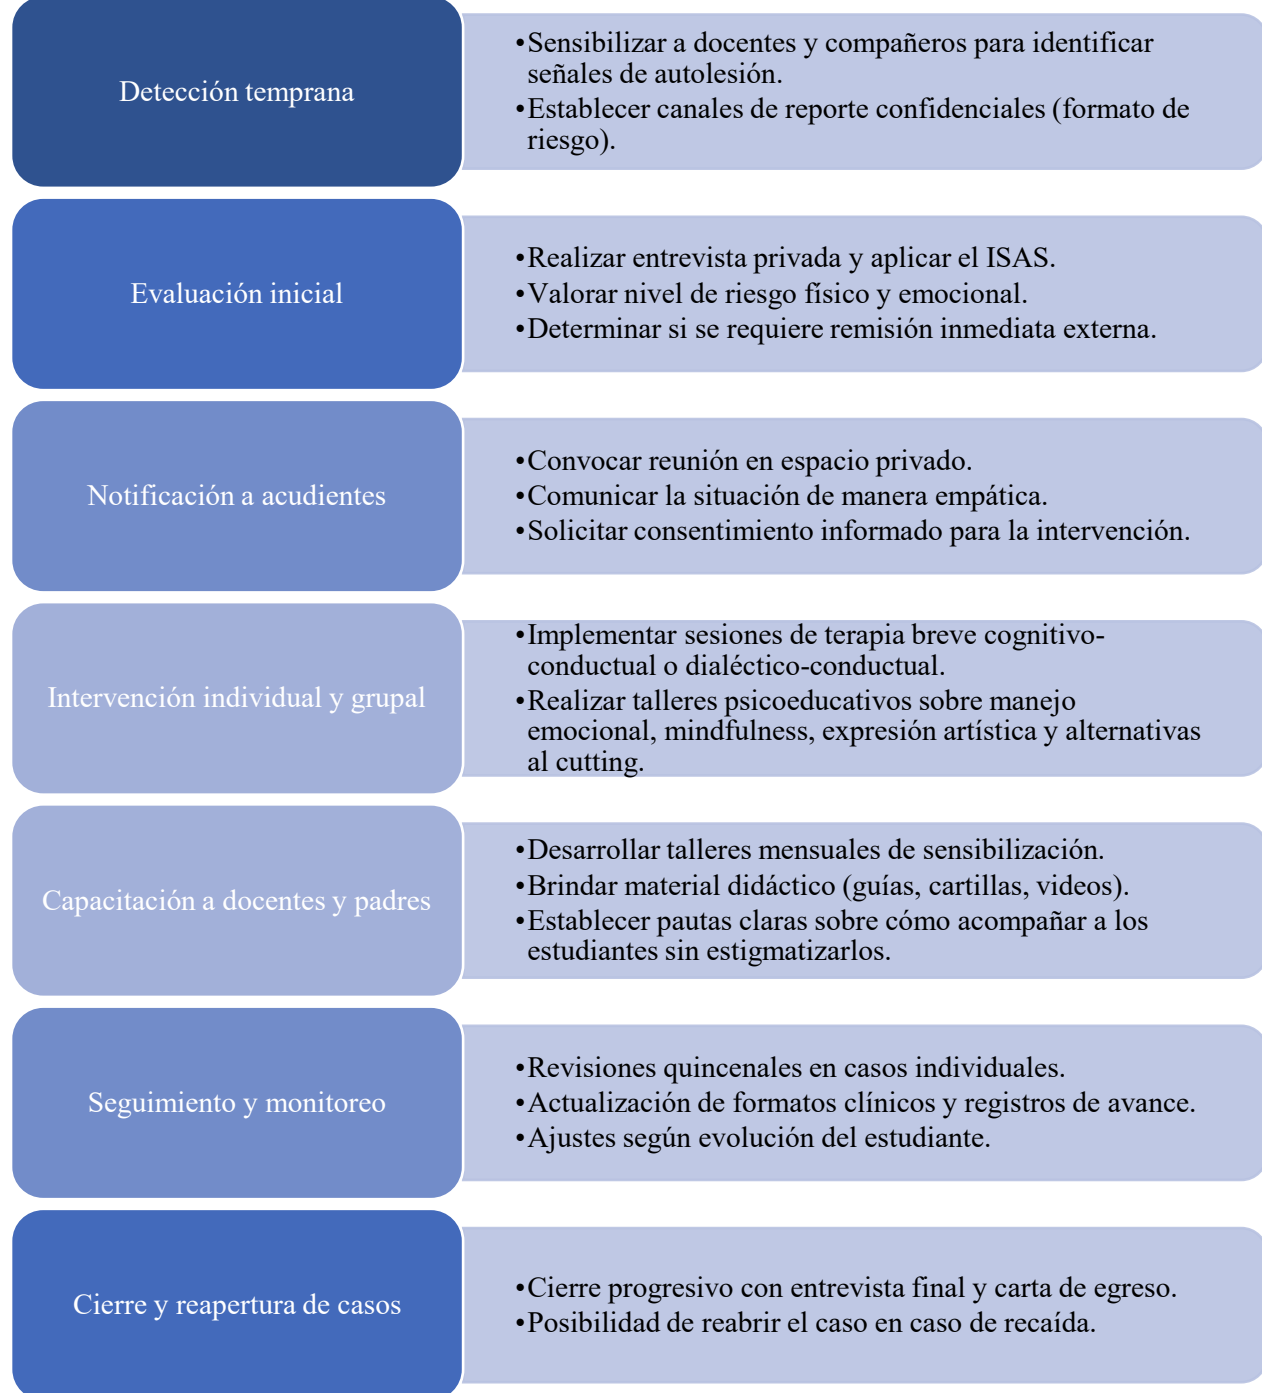 Detección temprana
•Sensibilizar a docentes y compañeros para identificar
señales de autolesión.
•Establecer canales de reporte confidenciales (formato de
riesgo).
Evaluación inicial
•Realizar entrevista privada y aplicar el ISAS.
•Valorar nivel de riesgo físico y emocional.
•Determinar si se requiere remisión inmediata externa.
Notificación a acudientes
•Convocar reunión en espacio privado.
•Comunicar la situación de manera empática.
•Solicitar consentimiento informado para la intervención.
Intervención individual y grupal
•Implementar sesiones de terapia breve cognitivo-
conductual o dialéctico-conductual.
•Realizar talleres psicoeducativos sobre manejo
emocional, mindfulness, expresión artística y alternativas
al cutting.
Capacitación a docentes y padres
•Desarrollar talleres mensuales de sensibilización.
•Brindar material didáctico (guías, cartillas, videos).
•Establecer pautas claras sobre cómo acompañar a los
estudiantes sin estigmatizarlos.
Seguimiento y monitoreo
•Revisiones quincenales en casos individuales.
•Actualización de formatos clínicos y registros de avance.
•Ajustes según evolución del estudiante.
Cierre y reapertura de casos
•Cierre progresivo con entrevista final y carta de egreso.
•Posibilidad de reabrir el caso en caso de recaída.